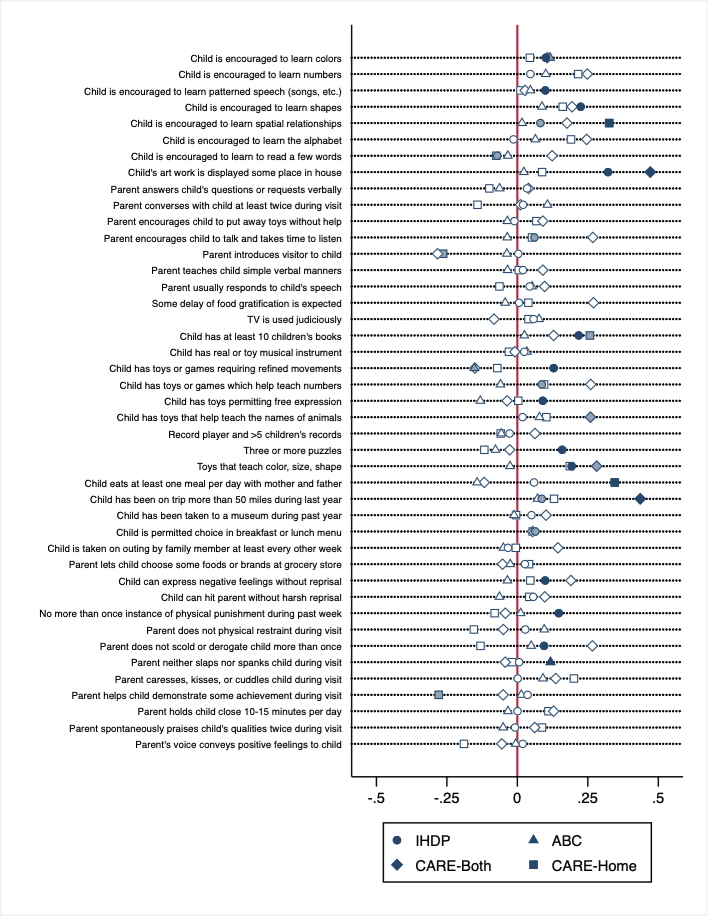 Child is encouraged to learn colors
Child is encouraged to learn numbers
Child is encouraged to learn patterned speech (songs, etc.)
Child is encouraged to learn shapes
Child is encouraged to learn spatial relationships
Child is encouraged to learn the alphabet
Child is encouraged to learn to read a few words
Child's art work is displayed some place in house
Parent answers child's questions or requests verbally
Parent converses with child at least twice during visit
Parent encourages child to put away toys without help
Parent encourages child to talk and takes time to listen
Parent introduces visitor to child
Parent teaches child simple verbal manners
Parent usually responds to child's speech
Some delay of food gratification is expected
TV is used judiciously
Child has at least 10 children's books
Child has real or toy musical instrument
Child has toys or games requiring refined movements
Child has toys or games which help teach numbers
Child has toys permitting free expression
Child has toys that help teach the names of animals
Record player and >5 children's records
Three or more puzzles
Toys that teach color, size, shape
Child eats at least one meal per day with mother and father
Child has been on trip more than 50 miles during last year
Child has been taken to a museum during past year
Child is permitted choice in breakfast or lunch menu
Child is taken on outing by family member at least every other week
Parent lets child choose some foods or brands at grocery store
Child can express negative feelings without reprisal
Child can hit parent without harsh reprisal
No more than once instance of physical punishment during past week
Parent does not physical restraint during visit
Parent does not scold or derogate child more than once
Parent neither slaps nor spanks child during visit
Parent caresses, kisses, or cuddles child during visit
Parent helps child demonstrate some achievement during visit
Parent holds child close 10-15 minutes per day
Parent spontaneously praises child's qualities twice during visit
Parent's voice conveys positive feelings to child
-.5 -.25 0 .25 .5
IHDP ABC
CARE-Both CARE-Home